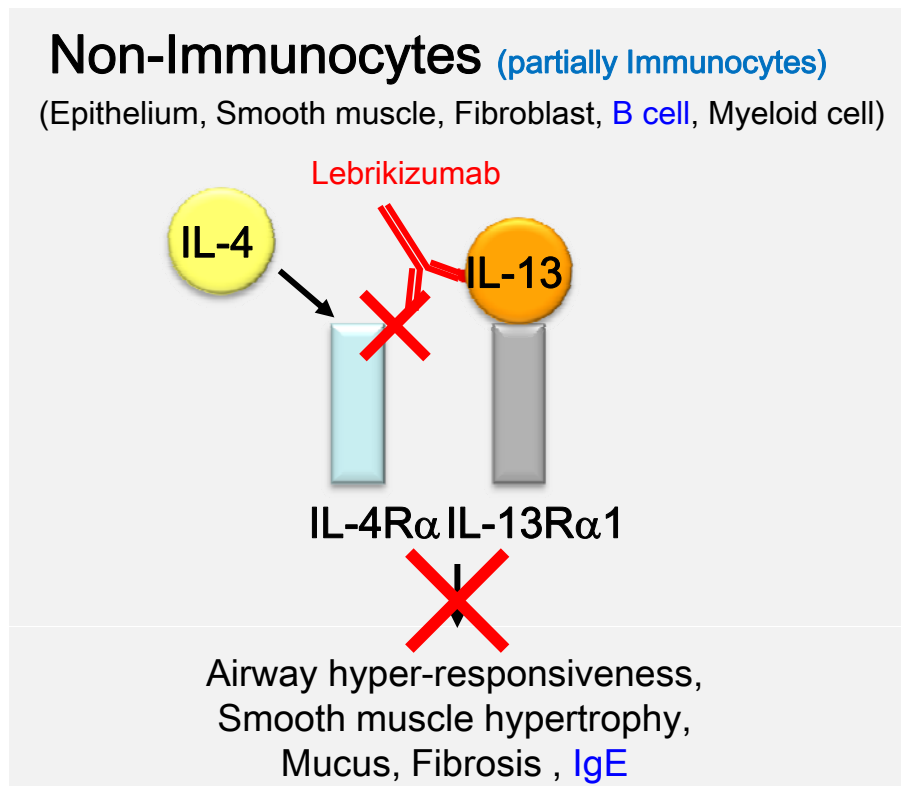 Non-Immunocytes (partially Immunocytes)
(Epithelium, Smooth muscle, Fibroblast, B cell, Myeloid cell)
Lebrikizumab
IL-4
IL-13
IL-4Rα IL-13Rα1
Airway hyper-responsiveness,
Smooth muscle hypertrophy,
Mucus, Fibrosis , IgE